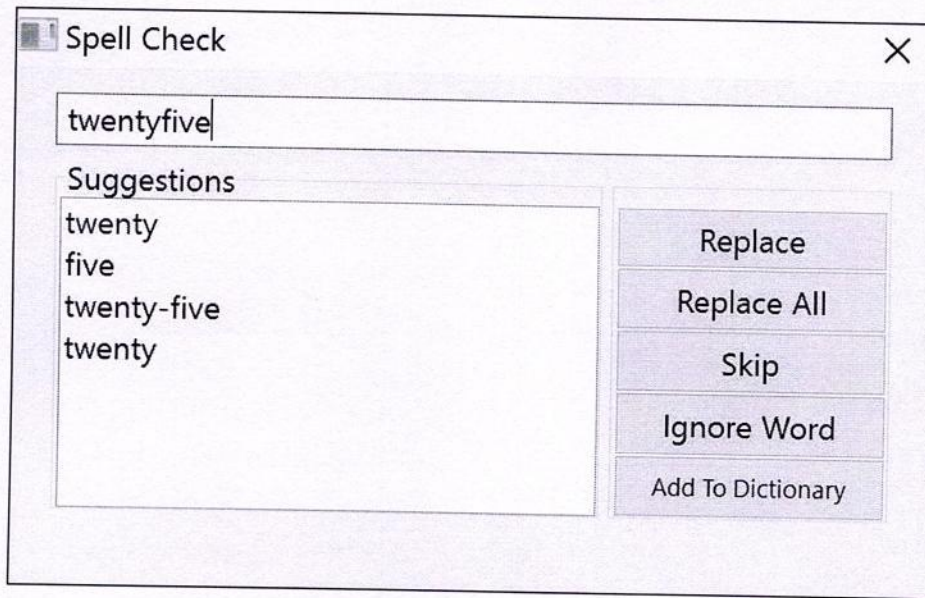 Spell Check
twentyfive
Suggestions
twenty
five
twenty-five
twenty
Replace
Replace All
Skip
Ignore Word
Add To Dictionary